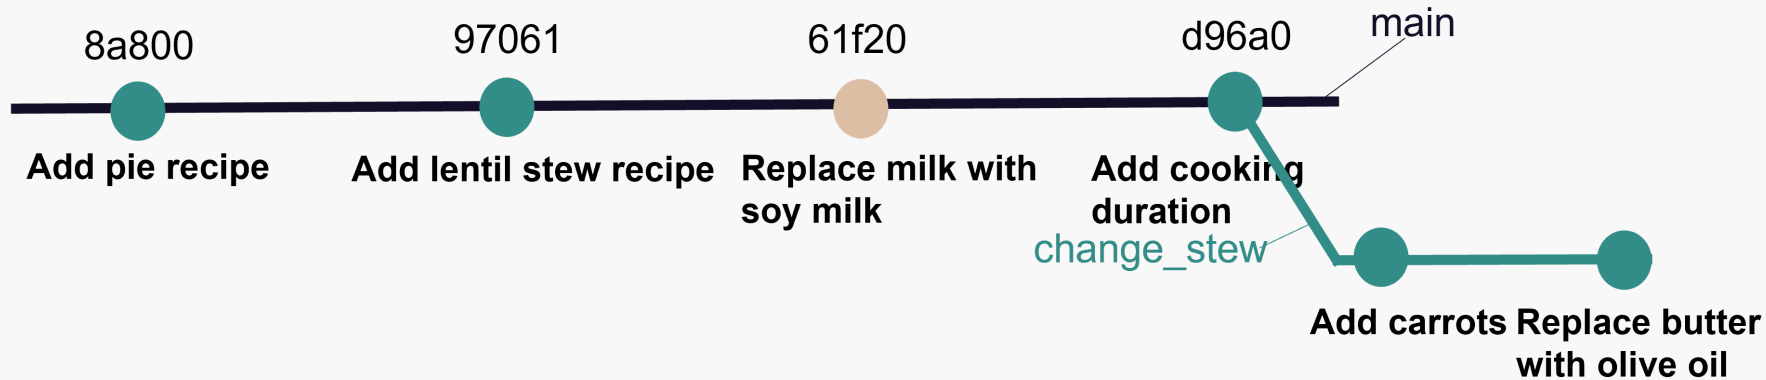 8a800
97061
61f20
d96a0
main
Add pie recipe
Add lentil stew recipe
Replace milk with
soy milk
Add cooking
duration
change_stew
Add carrots
Replace butter
with olive oil